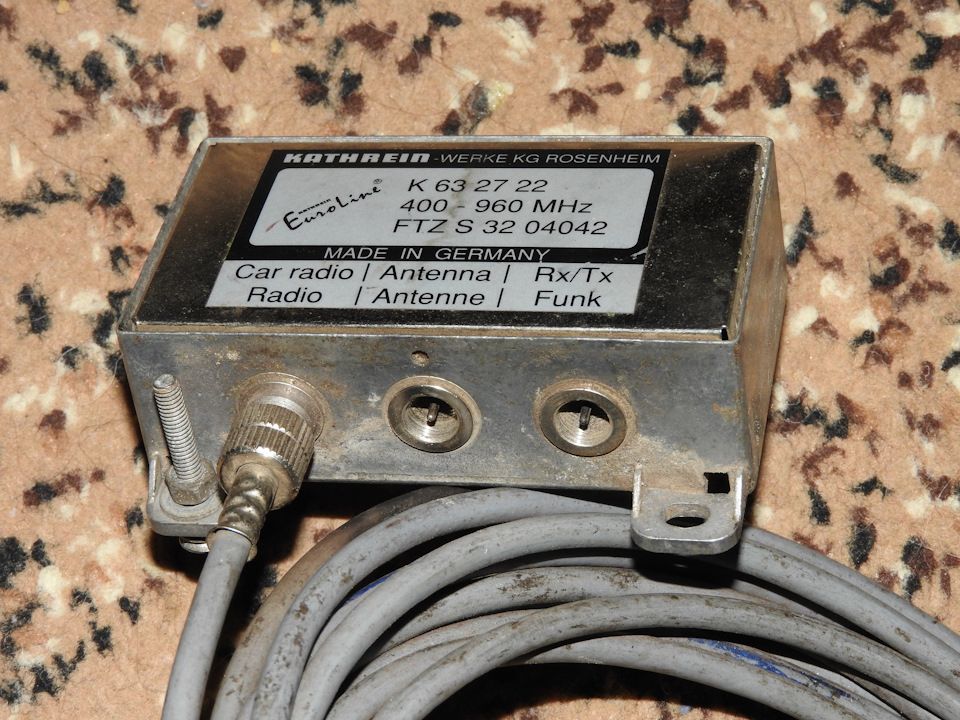 KATHREIN -WERKE KG ROSENHEIM
KATHREIN
EuroLine®
K 63 27 22
400 - 960 MHz
FTZ S 32 04042
MADE IN GERMANY
Car radio | Antenna | Rx/Tx
Radio | Antenne | Funk